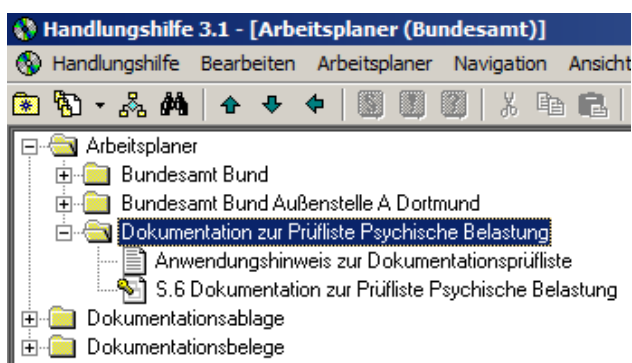 Handlungshilfe 3.1 - [Arbeitsplaner (Bundesamt)]
Handlungshilfe Bearbeiten Arbeitsplaner Navigation Ansicht
Arbeitsplaner
Bundesamt Bund
Bundesamt Bund Außenstelle A Dortmund
Dokumentation zur Prüfliste Psychische Belastung
Anwendungshinweis zur Dokumentationsprüfliste
S.6 Dokumentation zur Prüfliste Psychische Belastung
Dokumentationsablage
Dokumentationsbelege